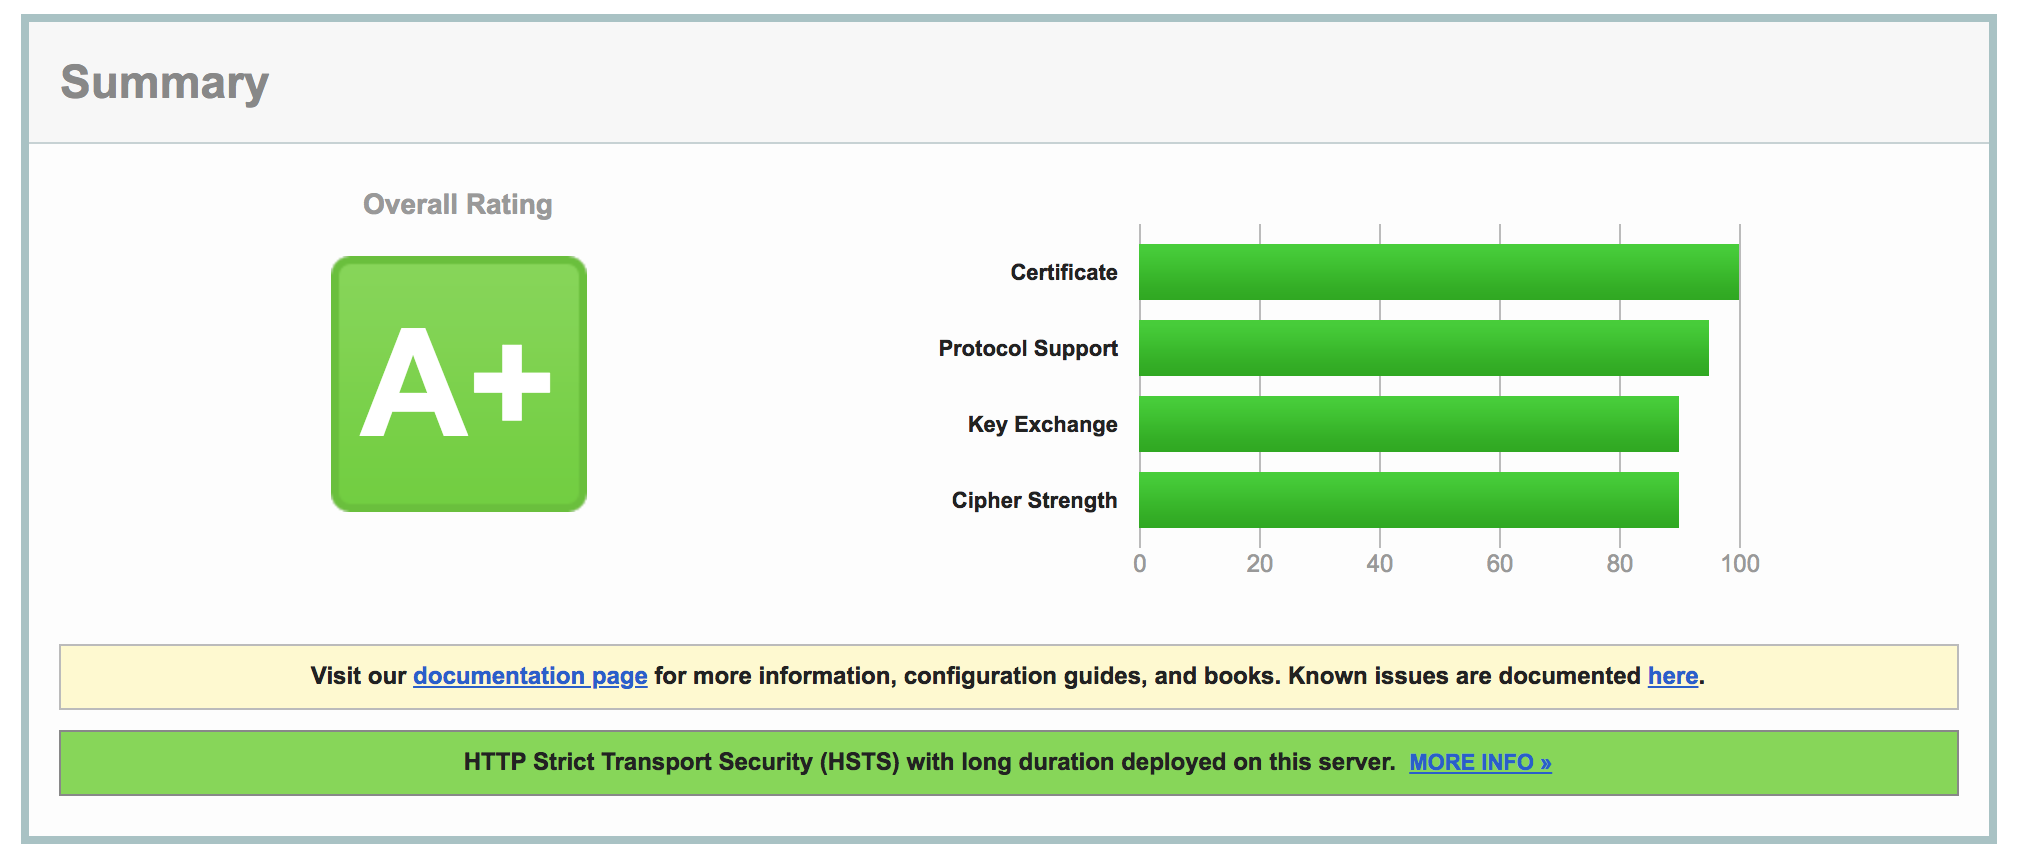 Summary
Overall Rating
A+
Certificate
Protocol Support
Key Exchange
Cipher Strength
0 20 40 60 80 100
Visit our documentation page for more information, configuration guides, and books. Known issues are documented here.
HTTP Strict Transport Security (HSTS) with long duration deployed on this server. MORE INFO »